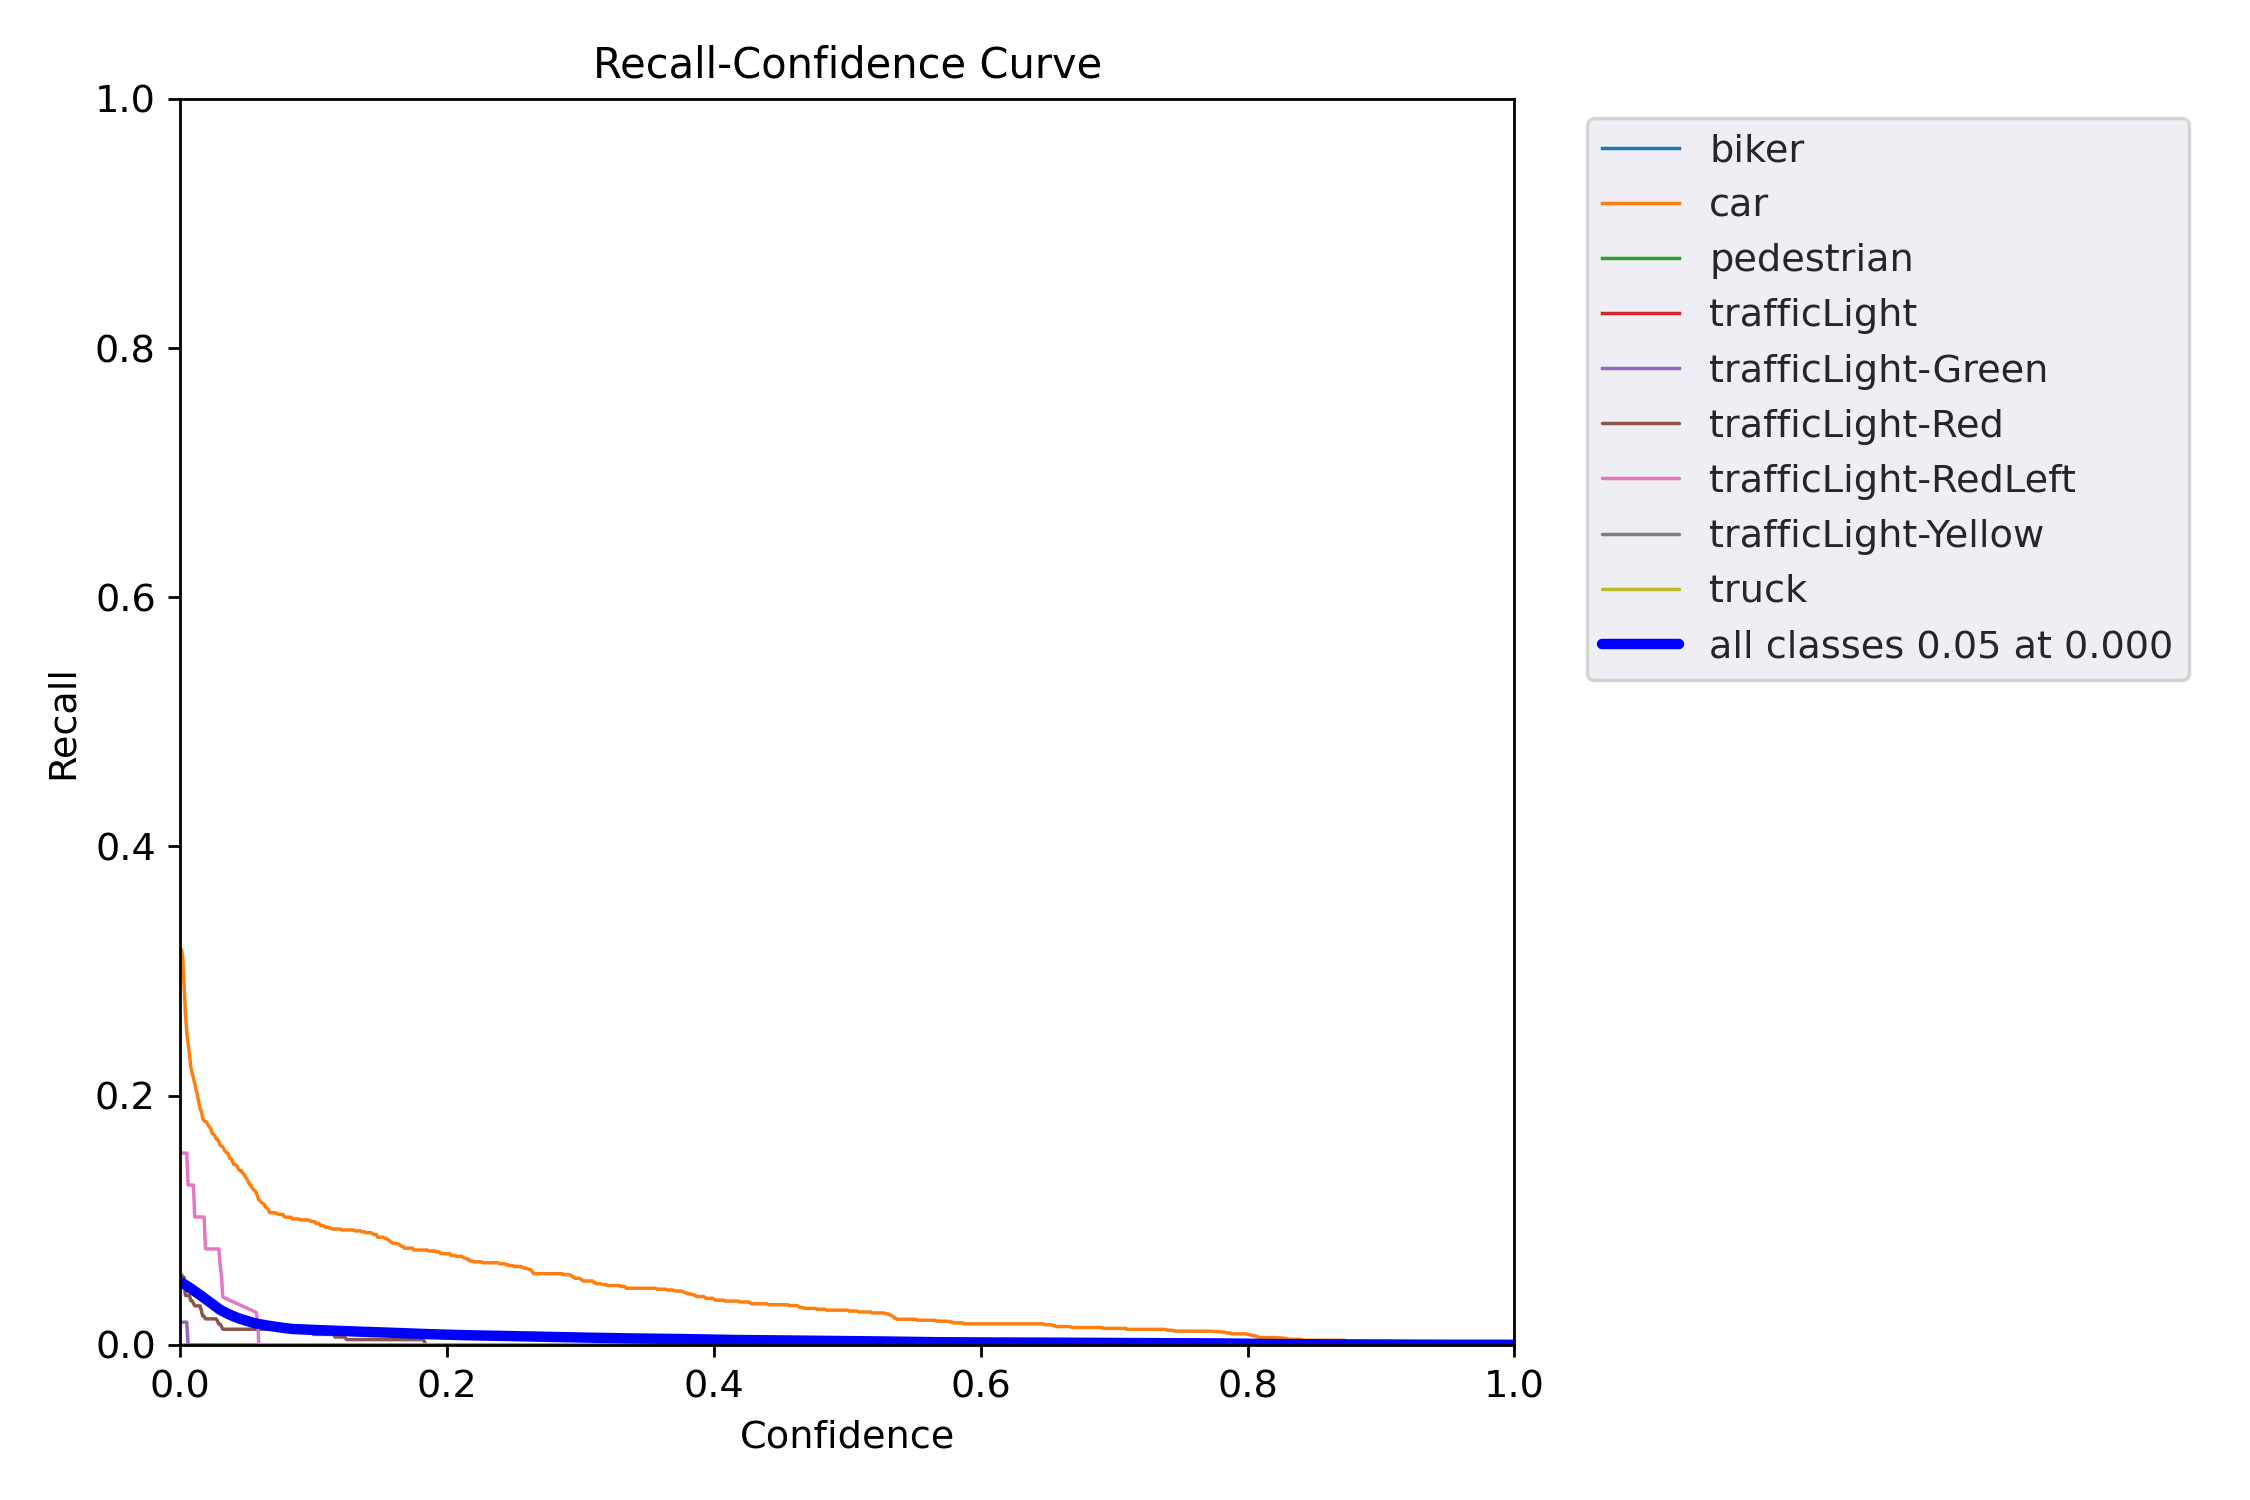 Recall-Confidence Curve
1.0
0.8
0.6
0.4
0.2
0.0
Recall
0.0 0.2 0.4 0.6 0.8 1.0
Confidence
biker
car
pedestrian
trafficLight
trafficLight-Green
trafficLight-Red
trafficLight-RedLeft
trafficLight-Yellow
truck
all classes 0.05 at 0.000